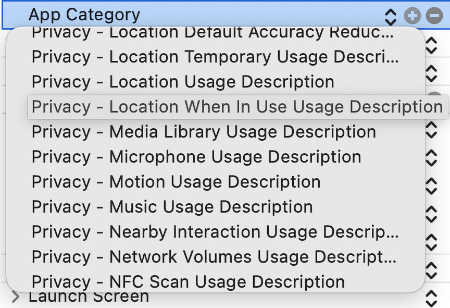 App Category
Privacy - Location Default Accuracy Reduc...
Privacy - Location Temporary Usage Descri...
Privacy - Location Usage Description
Privacy - Location When In Use Usage Description
Privacy - Media Library Usage Description
Privacy - Microphone Usage Description
Privacy - Motion Usage Description
Privacy - Music Usage Description
Privacy - Nearby Interaction Usage Descrip...
Privacy - Network Volumes Usage Descript...
Privacy - NFC Scan Usage Description
Launch Screen